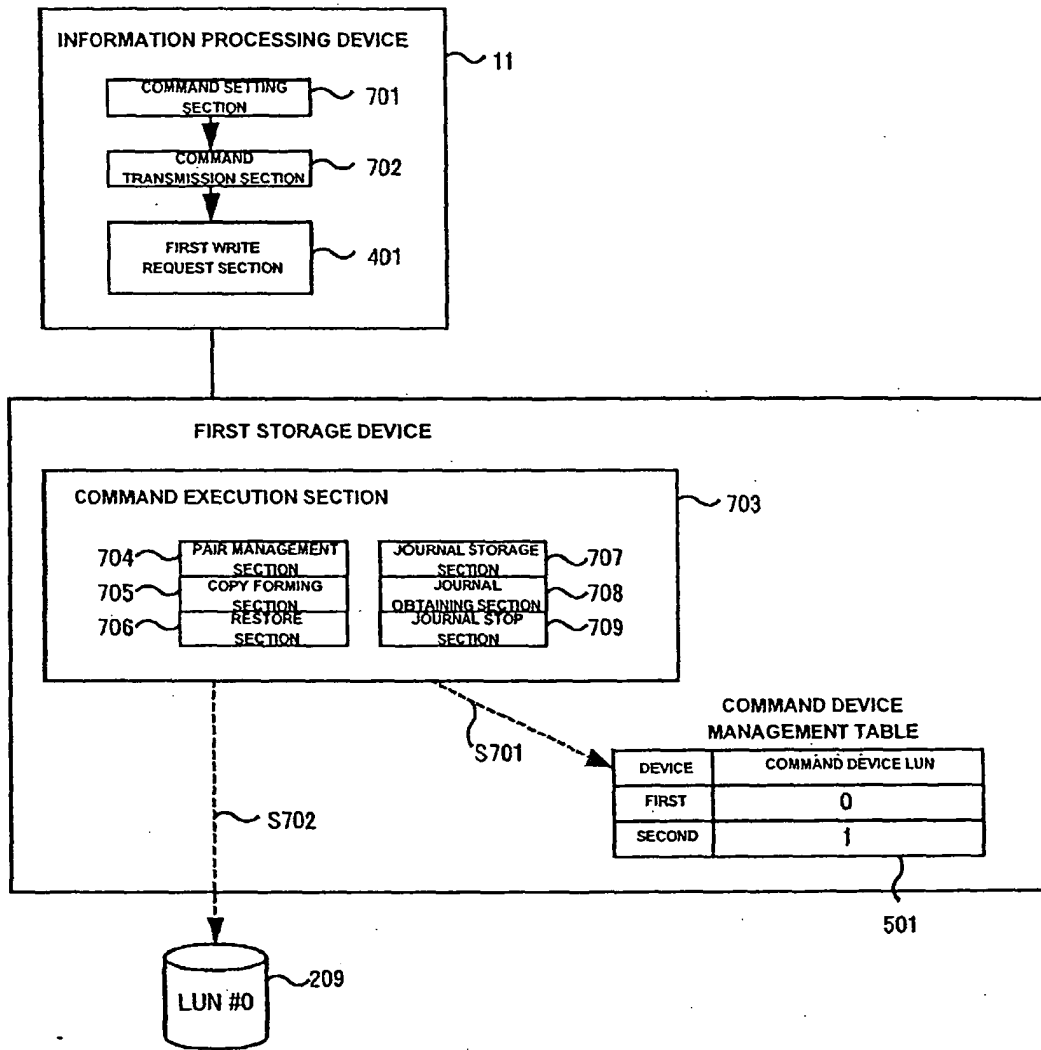 INFORMATION PROCESSING DEVICE
11
COMMAND SETTING
SECTION
701
COMMAND
TRANSMISSION SECTION
702
FIRST WRITE
REQUEST SECTION
401
FIRST STORAGE DEVICE
COMMAND EXECUTION SECTION
703
704
PAIR MANAGEMENT
SECTION
705
COPY FORMING
SECTION
706
RESTORE
SECTION
JOURNAL STORAGE
SECTION
707
JOURNAL
OBTAINING SECTION
708
JOURNAL STOP
SECTION
709
S701
S702
COMMAND DEVICE
MANAGEMENT TABLE
DEVICE COMMAND DEVICE LUN
FIRST 0
SECOND 1
501
LUN #0
209